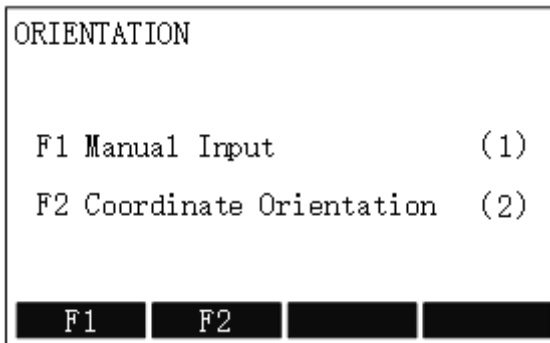 ORIENTATION
F1 Manual Input (1)
F2 Coordinate Orientation (2)
F1 F2